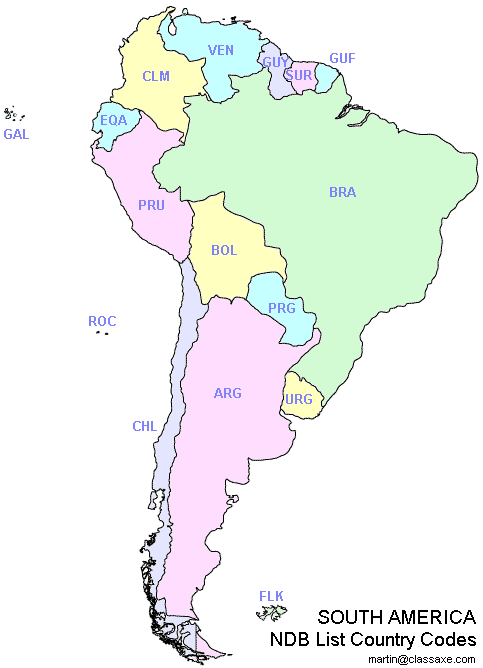 VEN
GUY
GUF
SUR
CLM
GAL
EQA
BRA
PRU
BOL
PRG
ROC
ARG
URG
CHL
FLK
SOUTH AMERICA
NDB List Country Codes
martin@classaxe.com